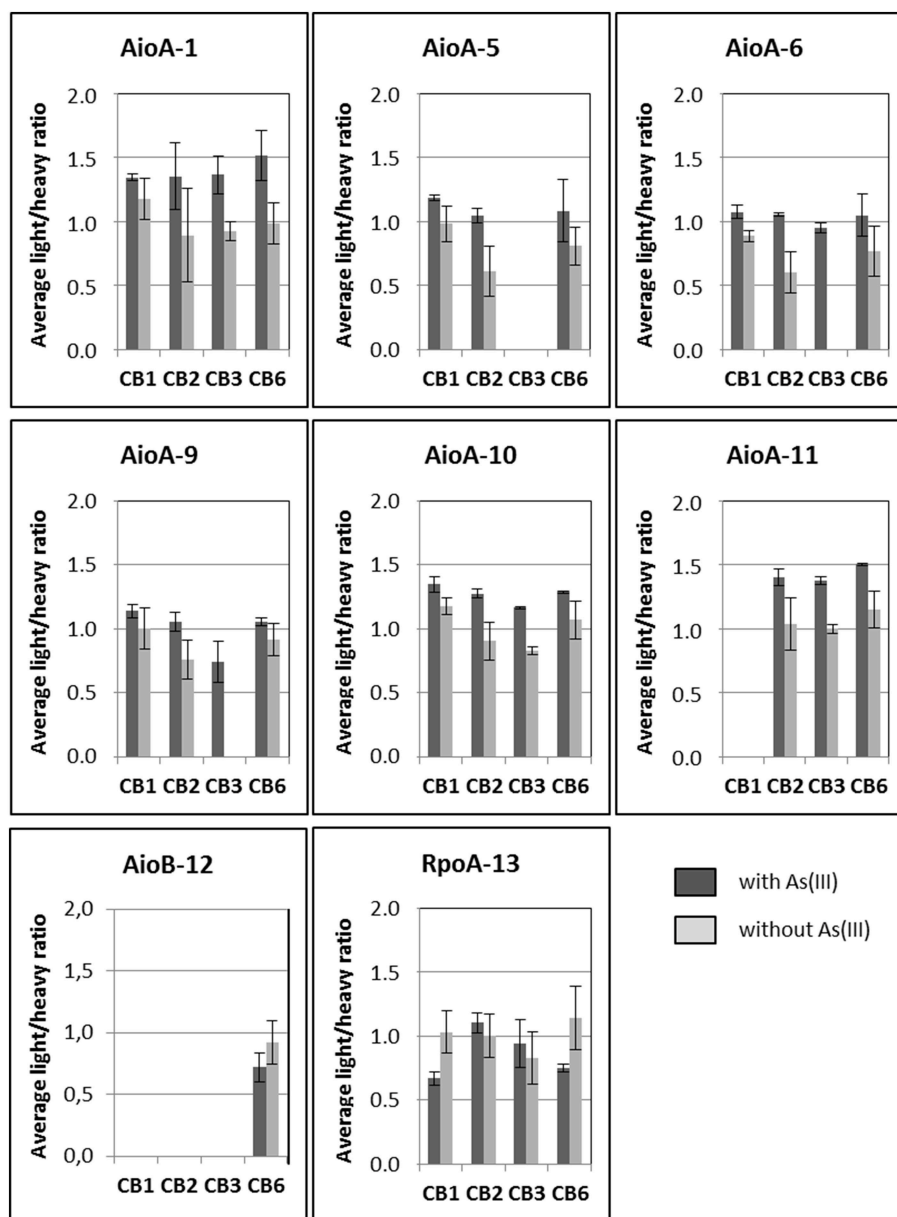 AioA-1
Average light/heavy ratio
2.0
1.5
1.0
0.5
0.0
CB1 CB2 CB3 CB6
AioA-5
Average light/heavy ratio
2.0
1.5
1.0
0.5
0.0
CB1 CB2 CB3 CB6
AioA-6
Average light/heavy ratio
2.0
1.5
1.0
0.5
0.0
CB1 CB2 CB3 CB6
AioA-9
Average light/heavy ratio
2.0
1.5
1.0
0.5
0.0
CB1 CB2 CB3 CB6
AioA-10
Average light/heavy ratio
2.0
1.5
1.0
0.5
0.0
CB1 CB2 CB3 CB6
AioA-11
Average light/heavy ratio
2.0
1.5
1.0
0.5
0.0
CB1 CB2 CB3 CB6
AioB-12
Average light/heavy ratio
2,0
1,5
1,0
0,5
0,0
CB1 CB2 CB3 CB6
RpoA-13
Average light/heavy ratio
2.0
1.5
1.0
0.5
0.0
CB1 CB2 CB3 CB6
with As(III)
without As(III)